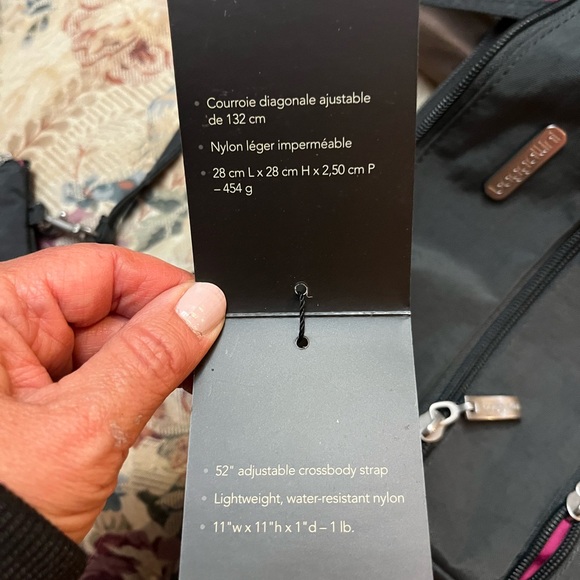 • Courroie diagonale ajustable
de 132 cm
• Nylon léger imperméable
• 28 cm L x 28 cm H x 2,50 cm P
– 454 g
baggallini
• 52" adjustable crossbody strap
• Lightweight, water-resistant nylon
• 11"w x 11"h x 1"d – 1 lb.